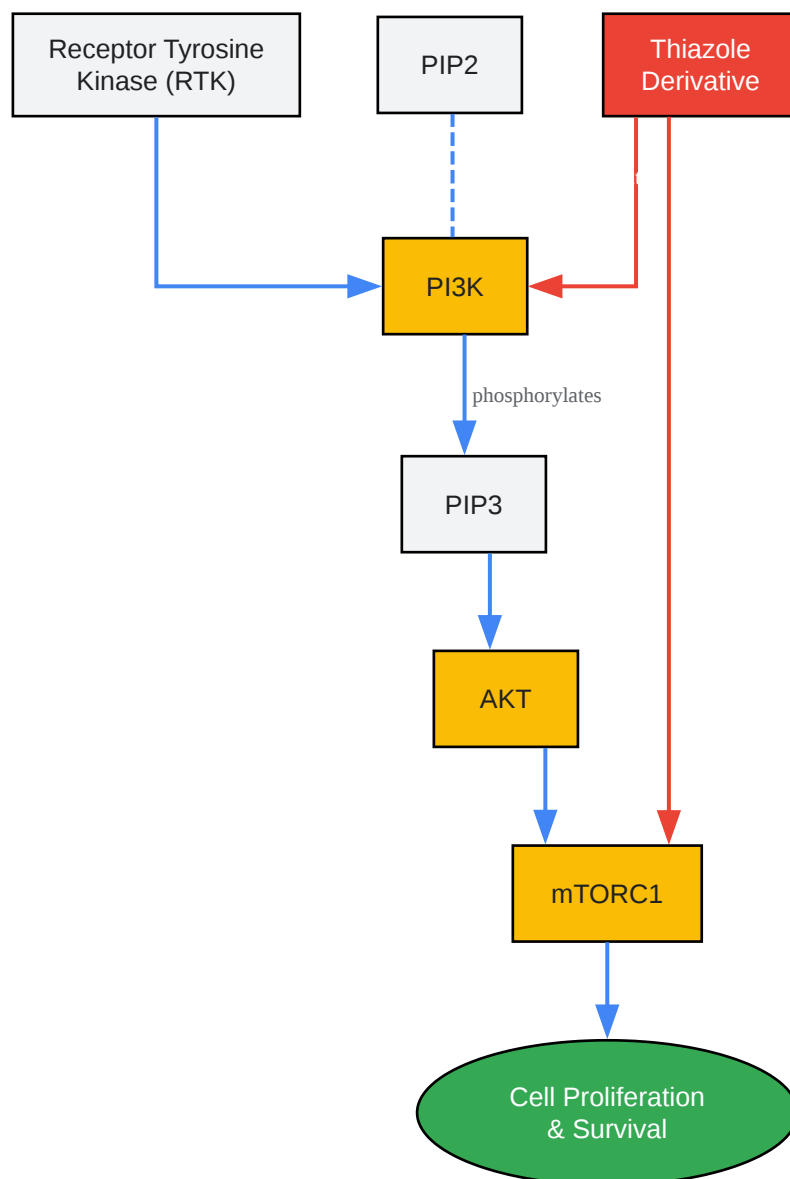 Receptor Tyrosine
Kinase (RTK)
PIP2
Thiazole
Derivative
PI3K
phosphorylates
PIP3
AKT
mTORC1
Cell Proliferation
& Survival